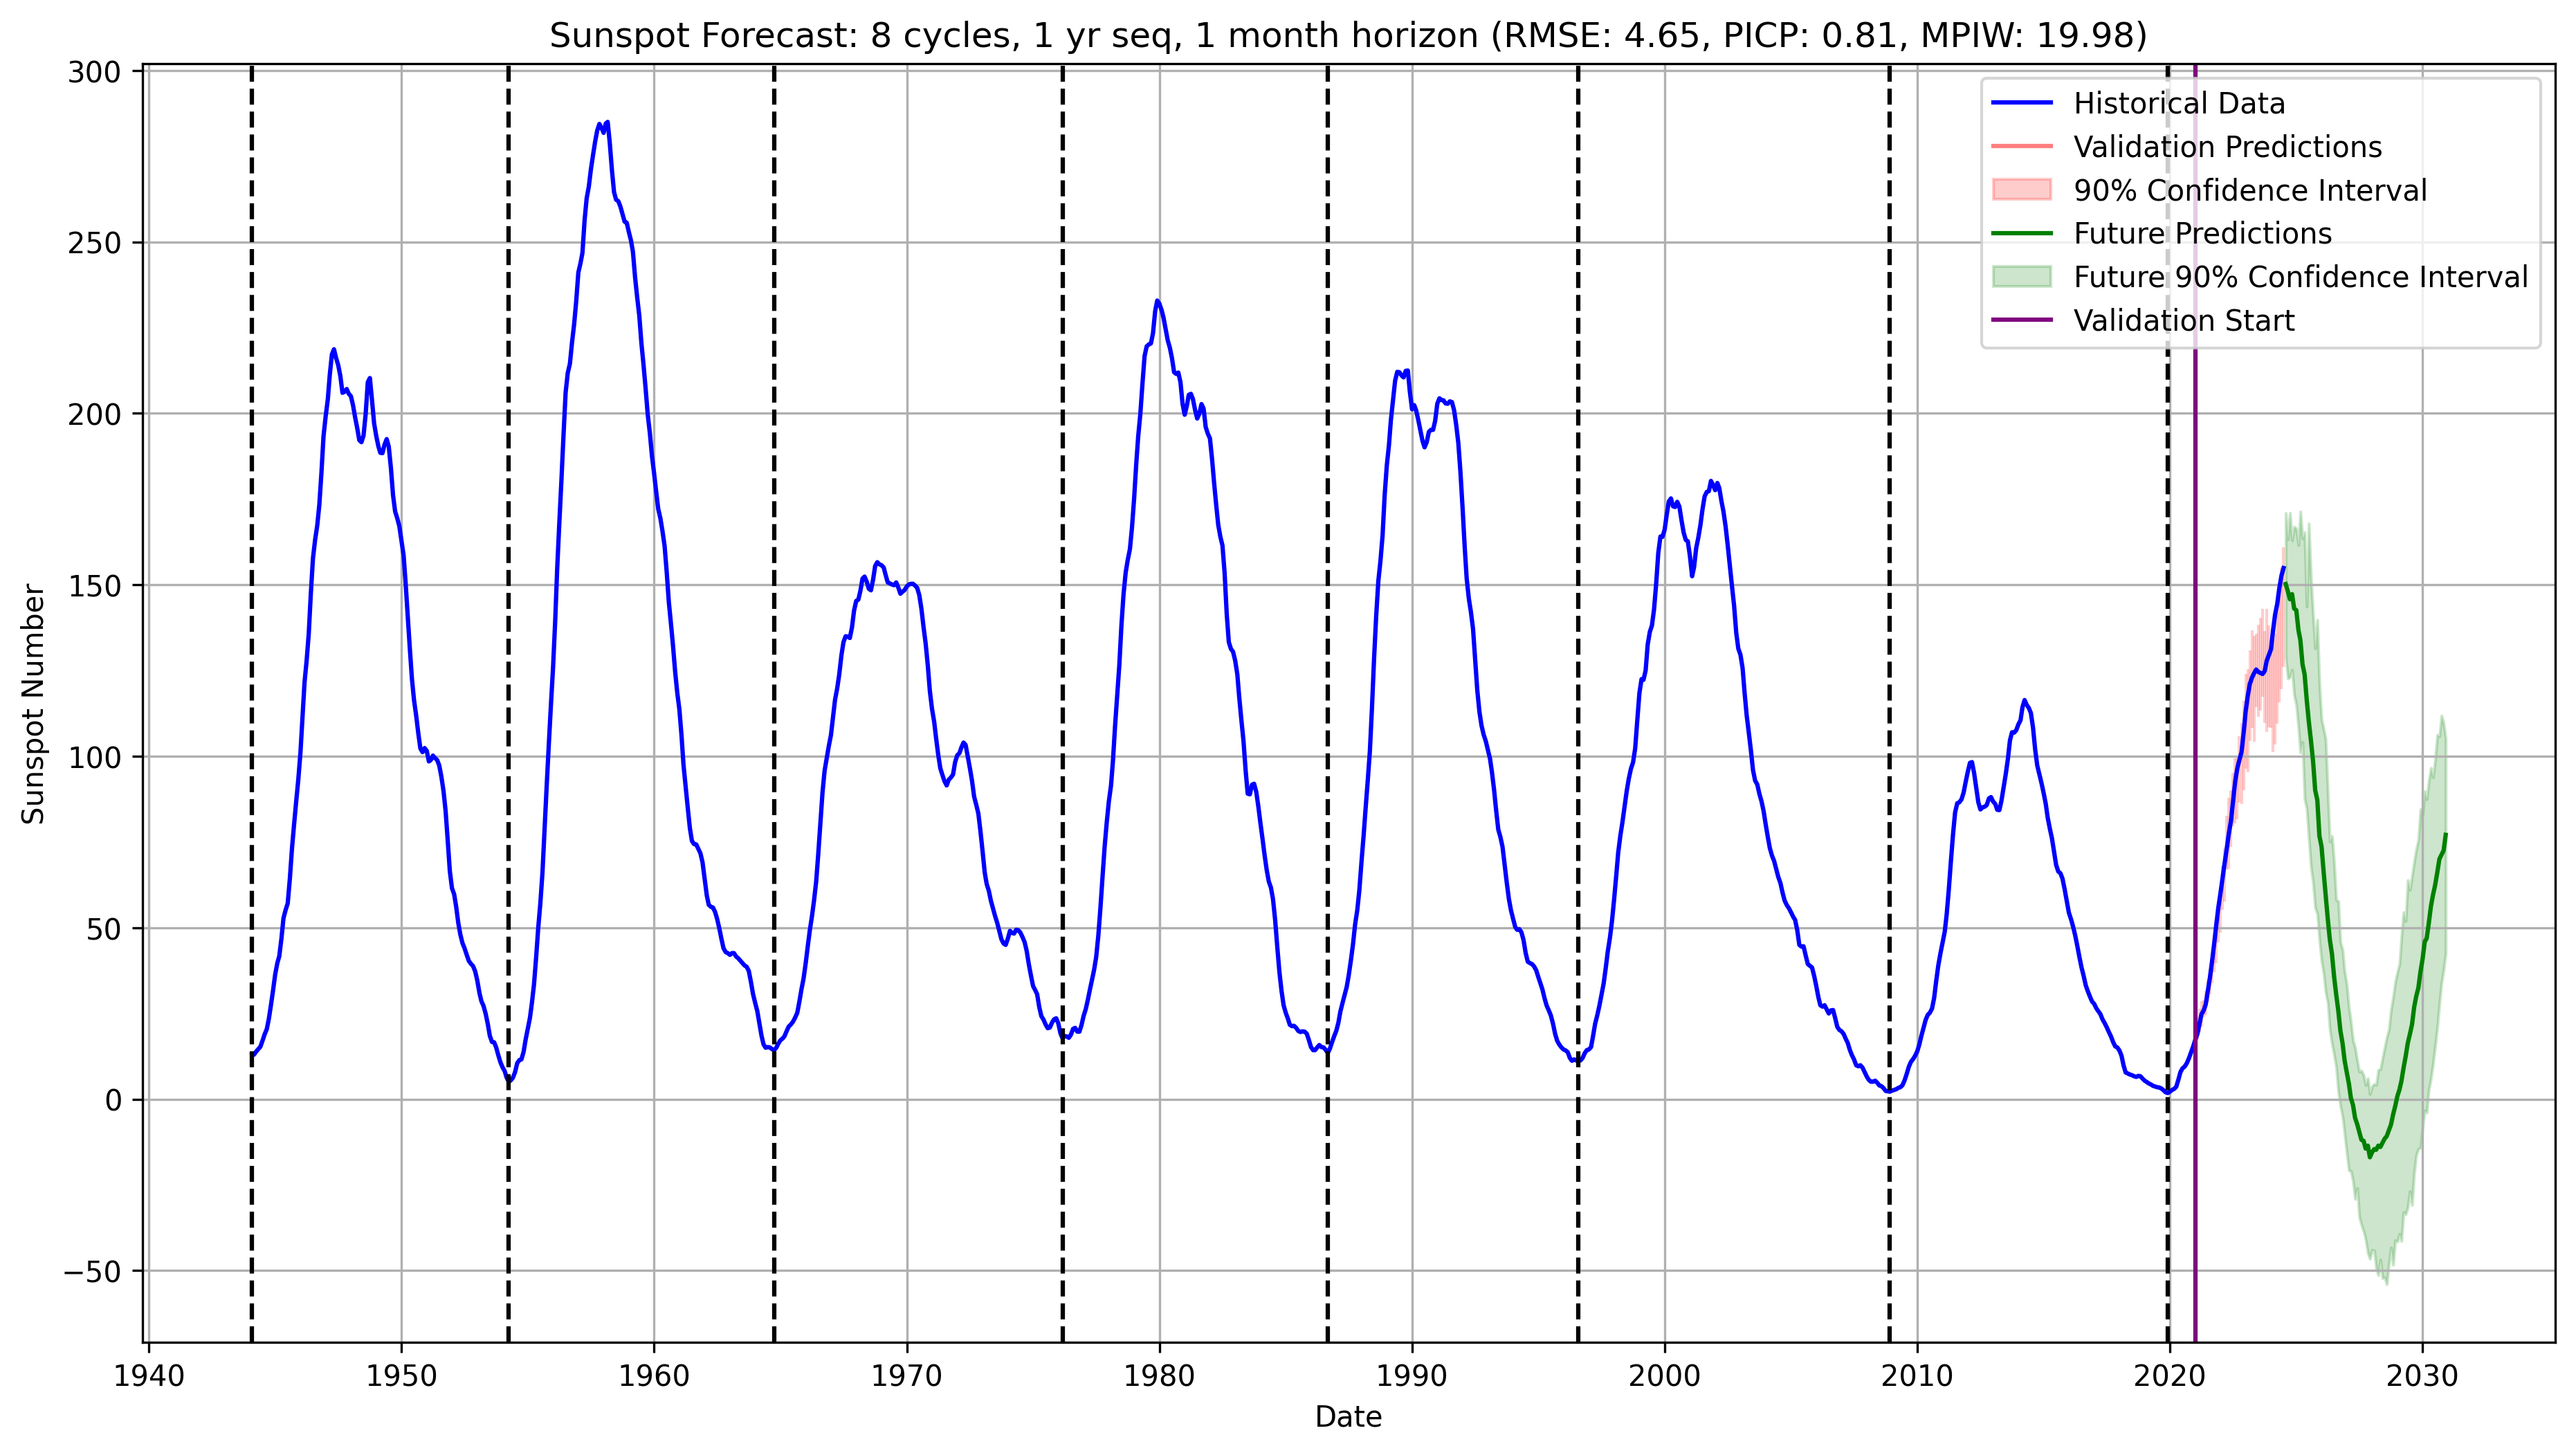 Sunspot Forecast: 8 cycles, 1 yr seq, 1 month horizon (RMSE: 4.65, PICP: 0.81, MPIW: 19.98)
300
250
200
150
100
50
0
−50
Sunspot Number
Historical Data
Validation Predictions
90% Confidence Interval
Future Predictions
Future 90% Confidence Interval
Validation Start
1940 1950 1960 1970 1980 1990 2000 2010 2020 2030
Date